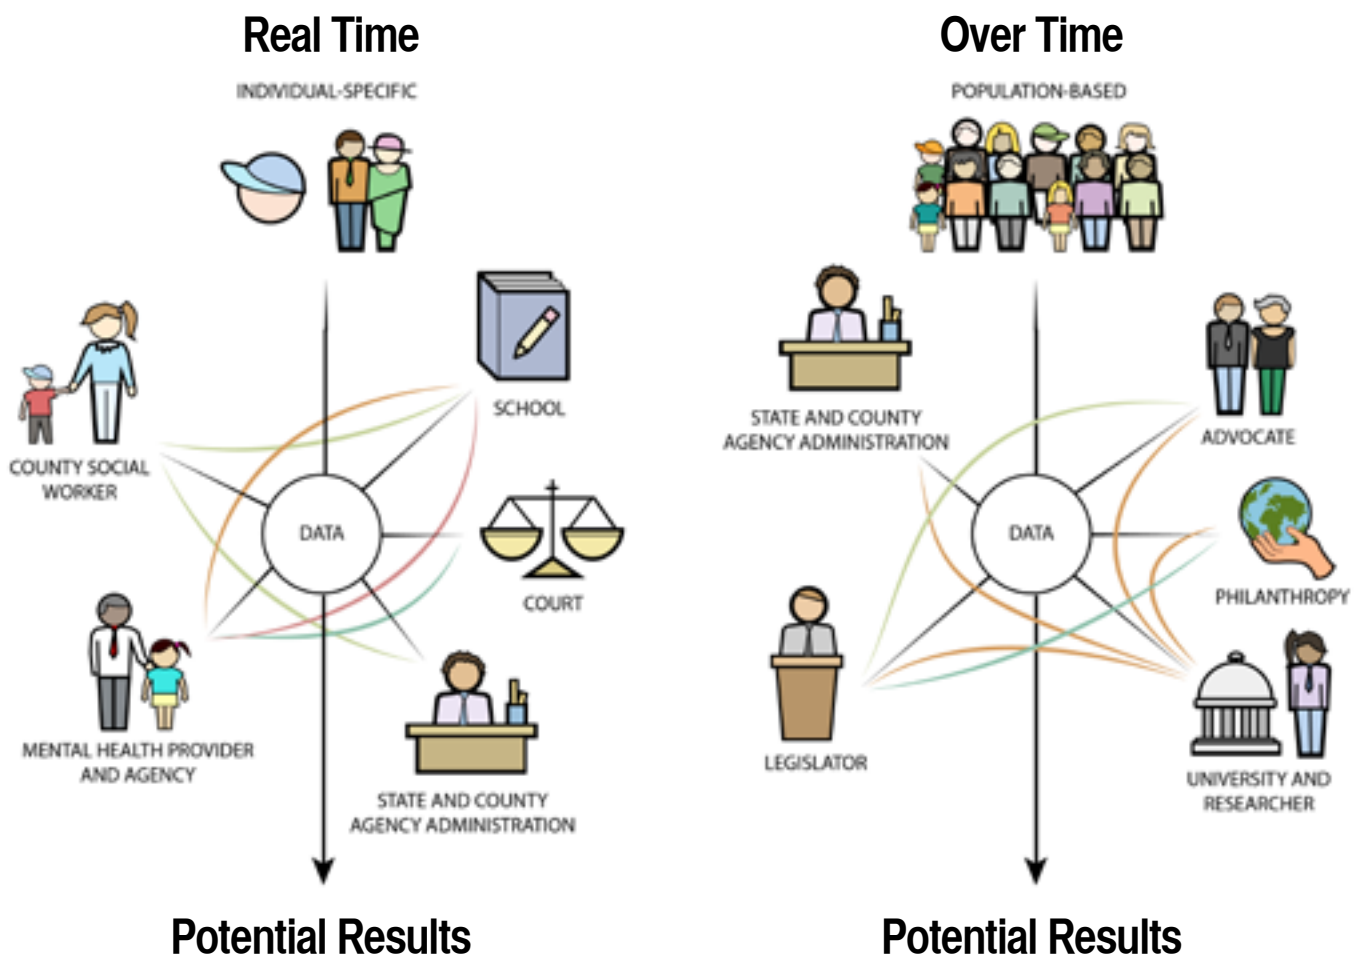 Real Time
INDIVIDUAL-SPECIFIC
SCHOOL
COUNTY SOCIAL
WORKER
DATA
COURT
MENTAL HEALTH PROVIDER
AND AGENCY
STATE AND COUNTY
AGENCY ADMINISTRATION
Potential Results
Over Time
POPULATION-BASED
STATE AND COUNTY
AGENCY ADMINISTRATION
ADVOCATE
DATA
PHILANTHROPY
LEGISLATOR
UNIVERSITY AND
RESEARCHER
Potential Results